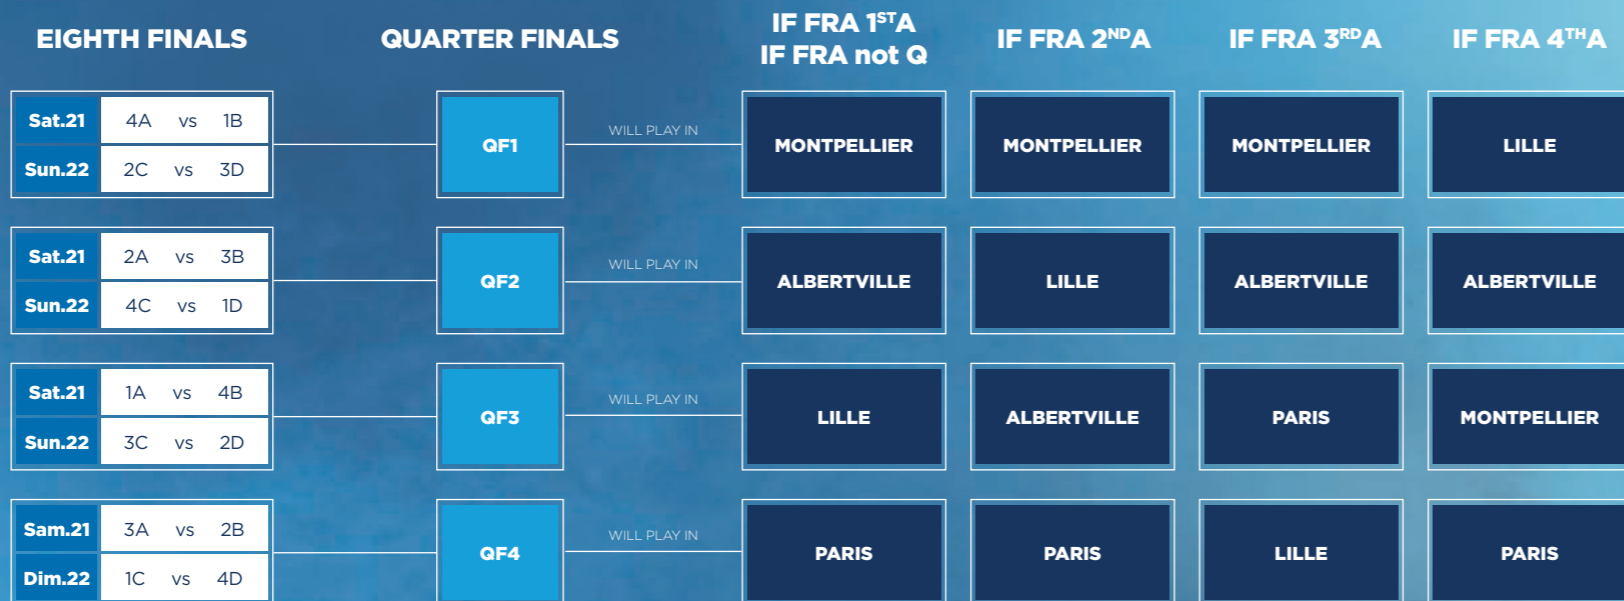 EIGHTH FINALS
QUARTER FINALS
IF FRA 1ST A
IF FRA not Q
IF FRA 2ND A
IF FRA 3RD A
IF FRA 4TH A
Sat.21 4A vs 1B
Sun.22 2C vs 3D
QF1
WILL PLAY IN
MONTPELLIER
MONTPELLIER
MONTPELLIER
LILLE
Sat.21 2A vs 3B
Sun.22 4C vs 1D
QF2
WILL PLAY IN
ALBERTVILLE
LILLE
ALBERTVILLE
ALBERTVILLE
Sat.21 1A vs 4B
Sun.22 3C vs 2D
QF3
WILL PLAY IN
LILLE
ALBERTVILLE
PARIS
MONTPELLIER
Sam.21 3A vs 2B
Dim.22 1C vs 4D
QF4
WILL PLAY IN
PARIS
PARIS
LILLE
PARIS